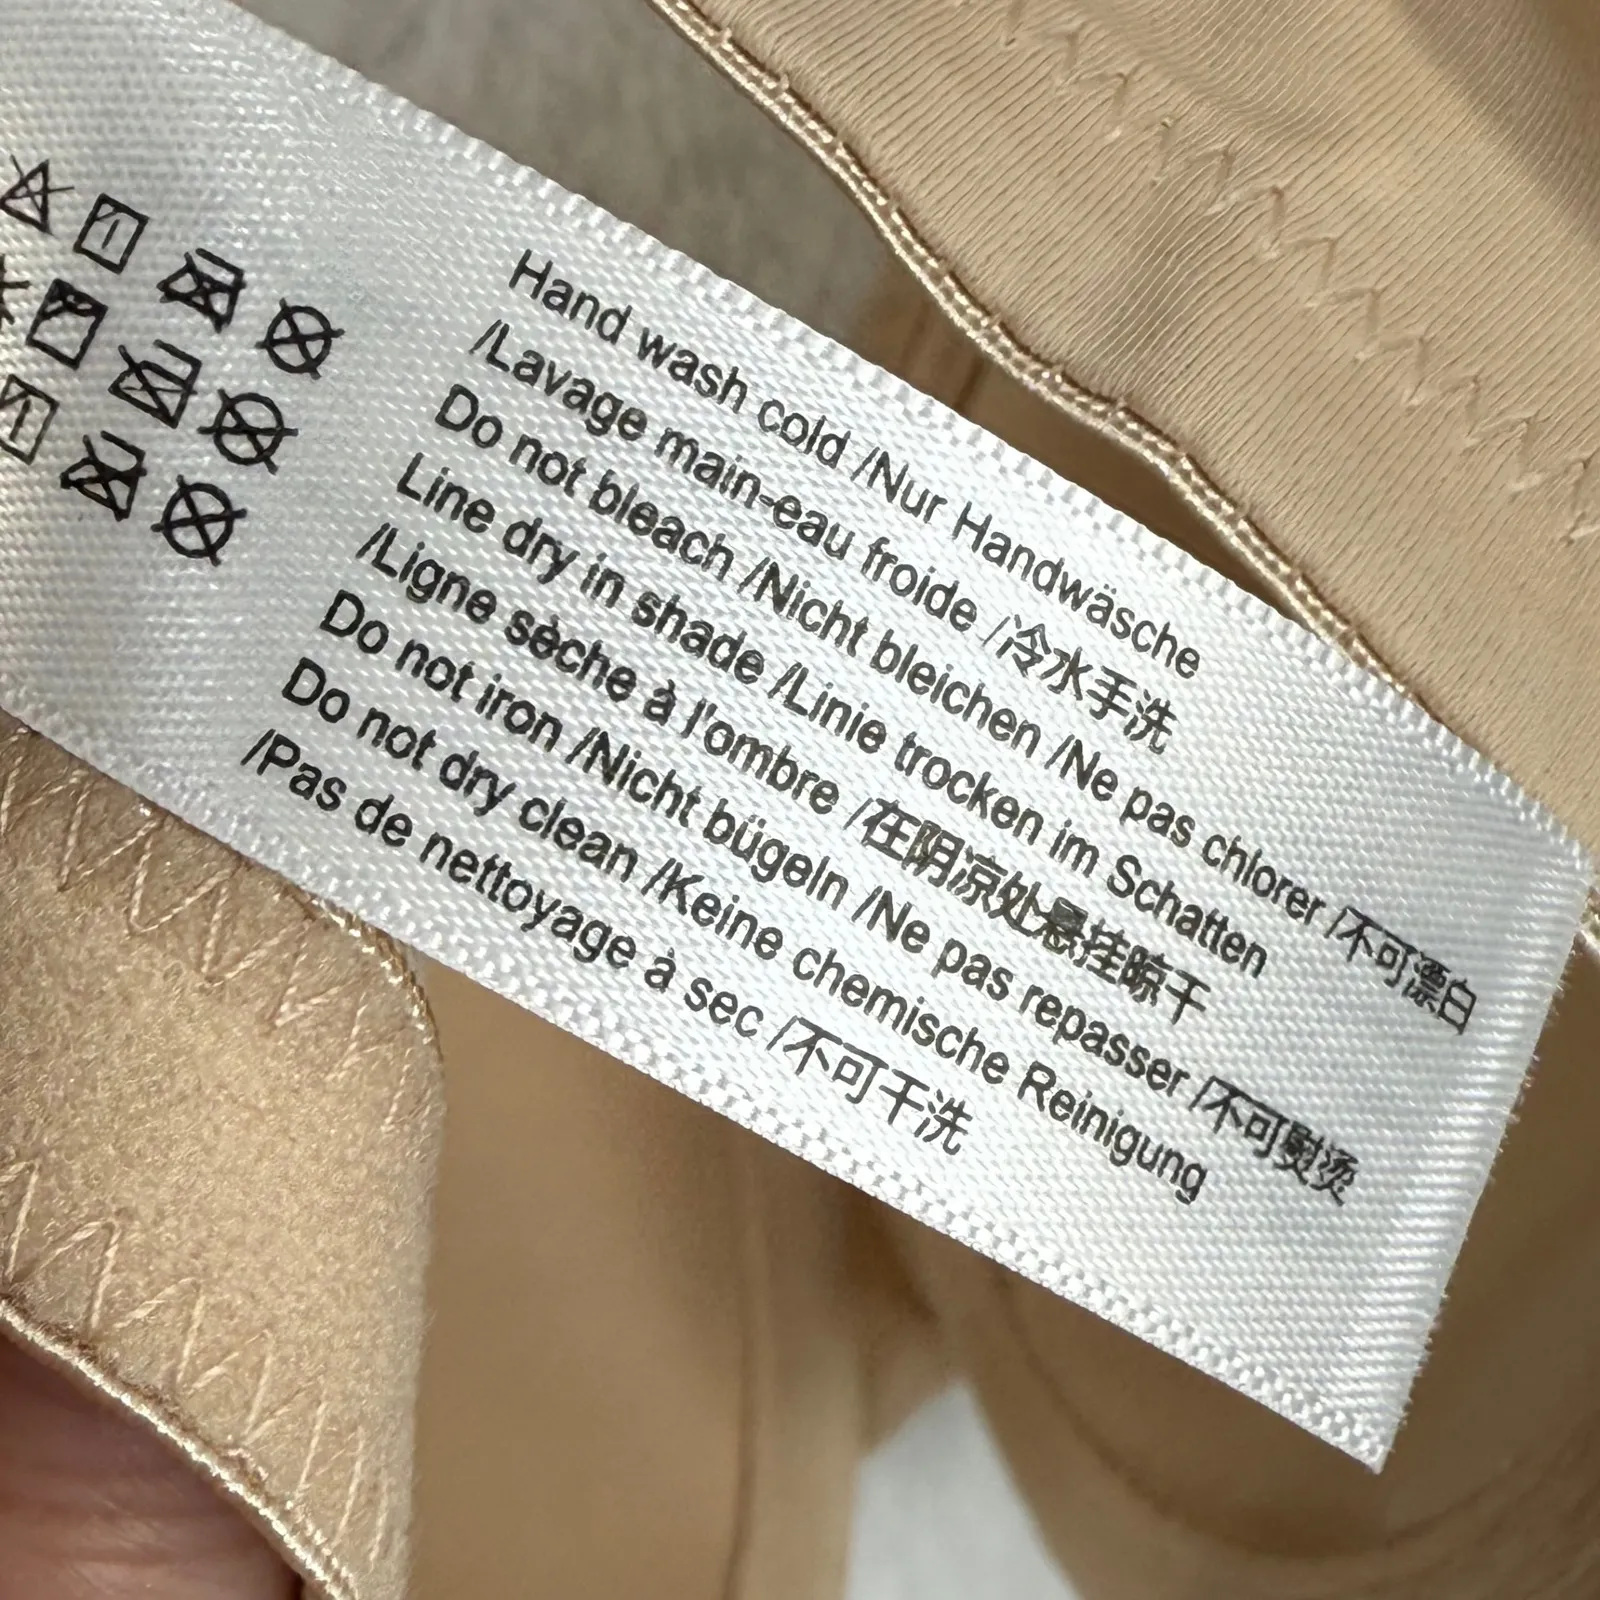 Hand wash cold /Nur Handwäsche
/Lavage main-eau froide /冷水手洗
Do not bleach /Nicht bleichen /Ne pas chlorer /不可漂白
Line dry in shade /Linie trocken im Schatten
/Ligne sèche à l'ombre /在阴凉处悬挂晾干
Do not iron /Nicht bügeln /Ne pas repasser /不可熨烫
Do not dry clean /Keine chemische Reinigung
/Pas de nettoyage à sec /不可干洗